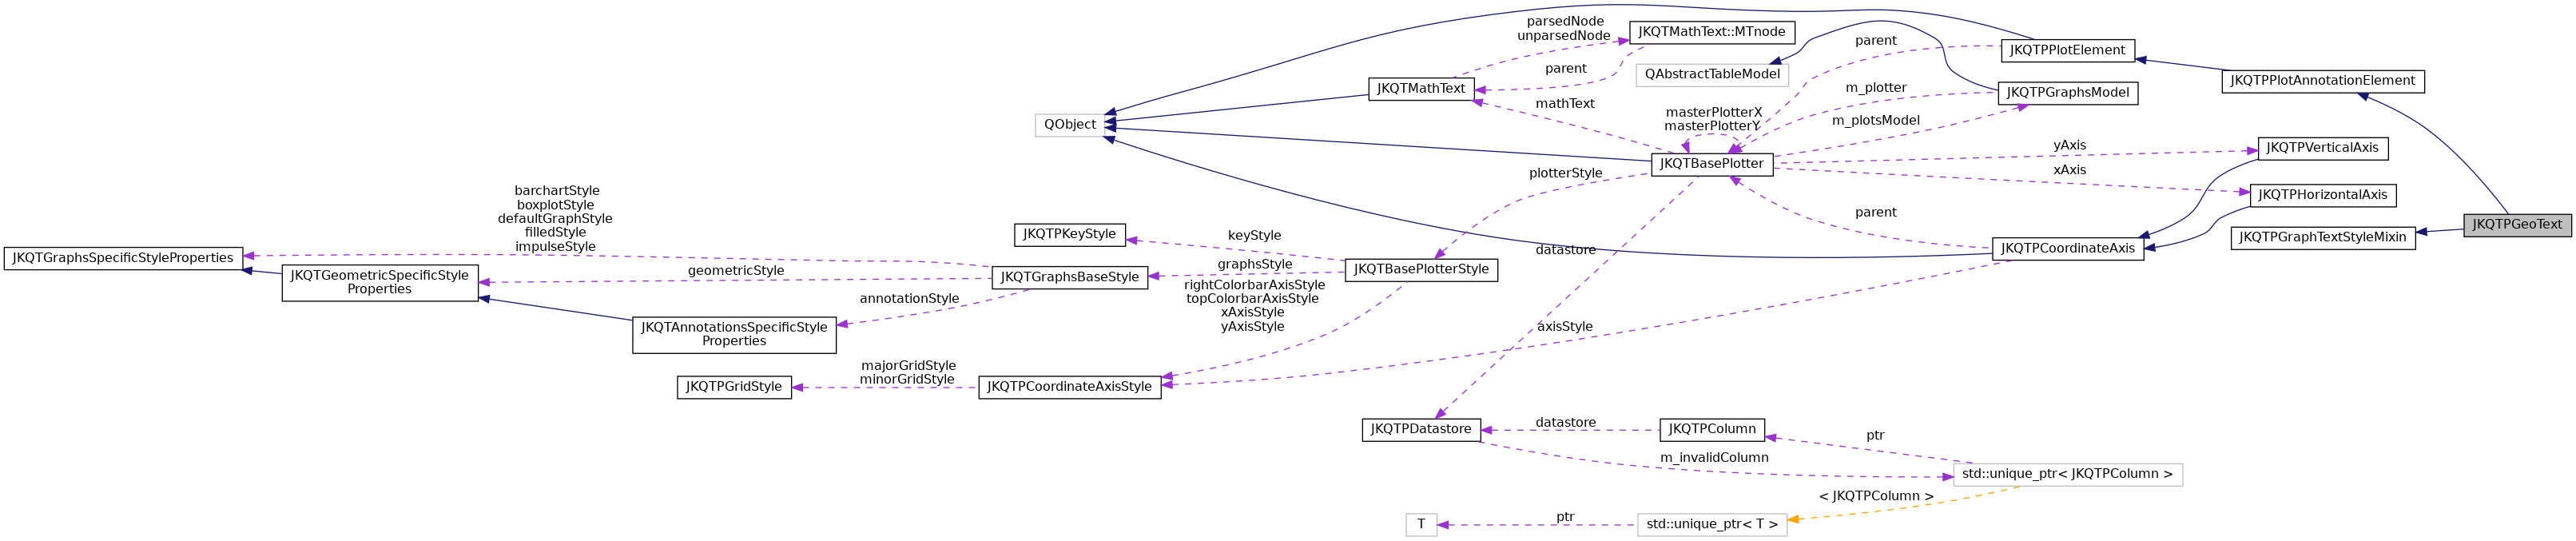 parsedNode
unparsedNode
JKQTMathText::MTnode
parent
JKQTPPlotElement
parent
QAbstractTableModel
JKQTPPlotAnnotationElement
JKQTMathText
m_plotter
JKQTPGraphsModel
mathText
masterPlotterX
masterPlotterY
m_plotsModel
QObject
yAxis
JKQTPVerticalAxis
JKQTBasePlotter
xAxis
plotterStyle
JKQTPHorizontalAxis
barchartStyle
boxplotStyle
defaultGraphStyle
filledStyle
impulseStyle
parent
JKQTPGeoText
JKQTPKeyStyle
keyStyle
JKQTPGraphTextStyleMixin
datastore
JKQTPCoordinateAxis
JKQTGraphsSpecificStyleProperties
JKQTGeometricSpecificStyle
Properties
geometricStyle
JKQTGraphsBaseStyle
graphsStyle
JKQTBasePlotterStyle
annotationStyle
rightColorbarAxisStyle
topColorbarAxisStyle
xAxisStyle
yAxisStyle
axisStyle
JKQTAnnotationsSpecificStyle
Properties
JKQTPGridStyle
majorGridStyle
minorGridStyle
JKQTPCoordinateAxisStyle
JKQTPDatastore
datastore
JKQTPColumn
ptr
m_invalidColumn
std::unique_ptr< JKQTPColumn >
< JKQTPColumn >
T
ptr
std::unique_ptr< T >